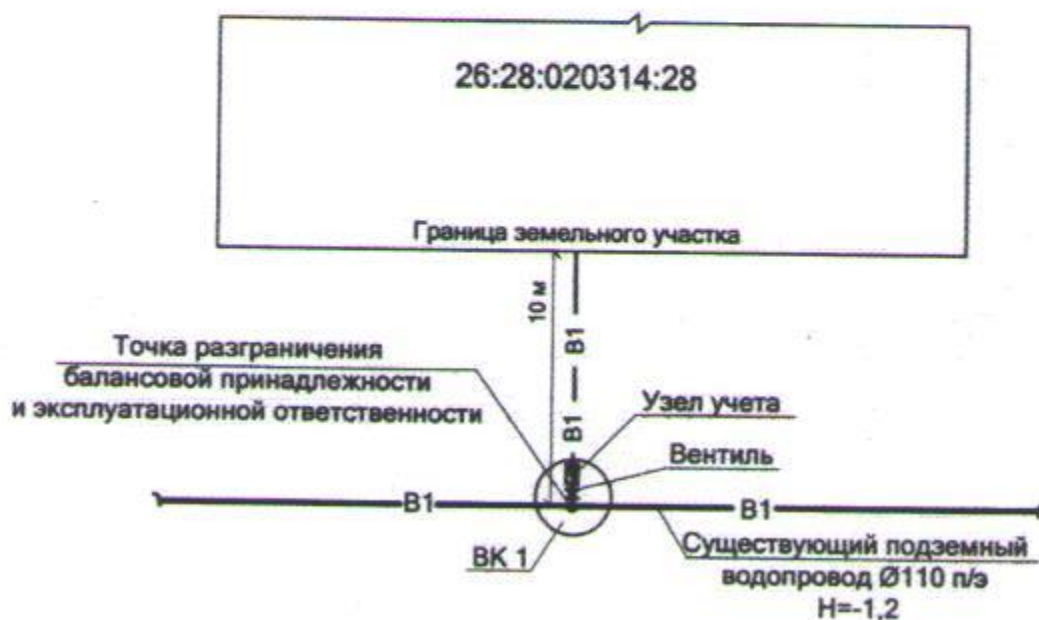 26:28:020314:28
Граница земельного участка
10 м
В1
В1
Точка разграничения
балансовой принадлежности
и эксплуатационной ответственности
Узел учета
Вентиль
В1
В1
ВК 1
Существующий подземный
водопровод Ø110 п/э
Н=-1,2